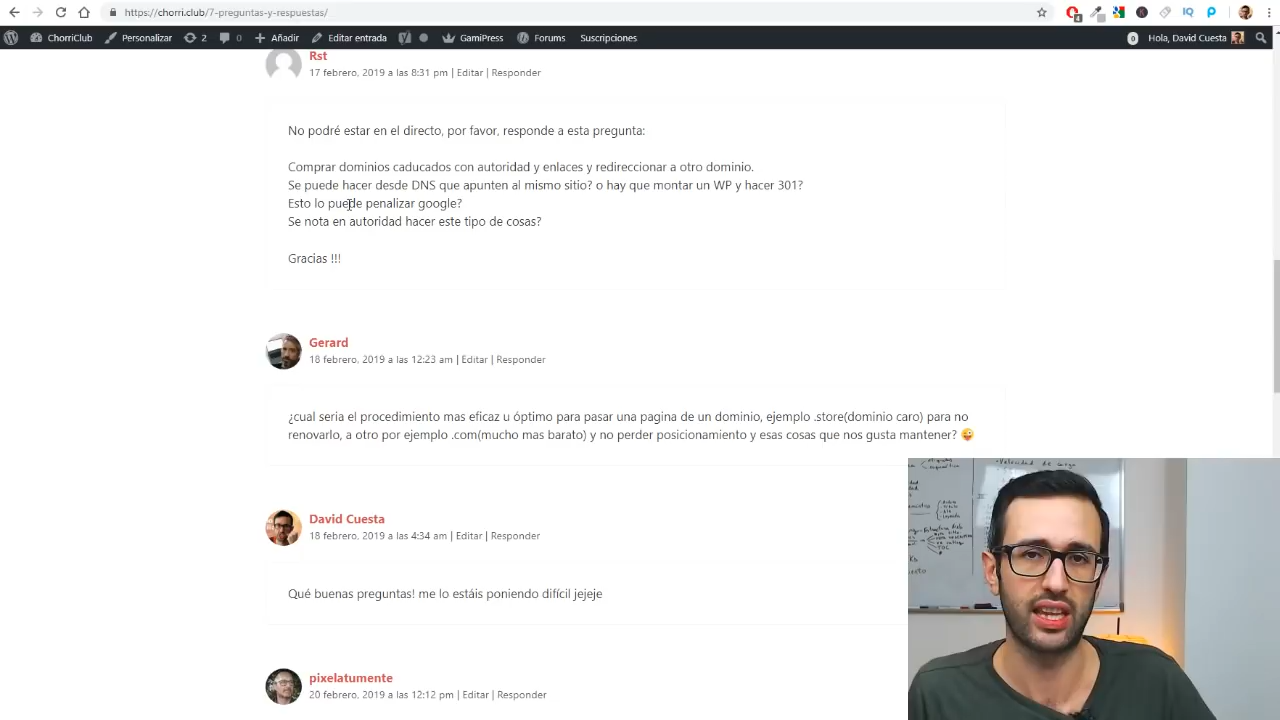 https://chorri.club/7-preguntas-y-respuestas/
ChorriClub Personalizar 2 0 Añadir Editar entrada GamiPress Forums Suscripciones 0 Hola, David Cuesta
Rst
17 febrero, 2019 a las 8:31 pm | Editar | Responder
No podré estar en el directo, por favor, responde a esta pregunta:
Comprar dominios caducados con autoridad y enlaces y redireccionar a otro dominio.
Se puede hacer desde DNS que apunten al mismo sitio? o hay que montar un WP y hacer 301?
Esto lo puede penalizar google?
Se nota en autoridad hacer este tipo de cosas?
Gracias !!!
Gerard
18 febrero, 2019 a las 12:23 am | Editar | Responder
¿cual seria el procedimiento mas eficaz u óptimo para pasar una pagina de un dominio, ejemplo .store(dominio caro) para no
renovarlo, a otro por ejemplo .com(mucho mas barato) y no perder posicionamiento y esas cosas que nos gusta mantener? 😜
- Velocidad de carga
David Cuesta
18 febrero, 2019 a las 4:34 am | Editar | Responder
Qué buenas preguntas! me lo estáis poniendo difícil jejeje
pixelatumente
20 febrero, 2019 a las 12:12 pm | Editar | Responder